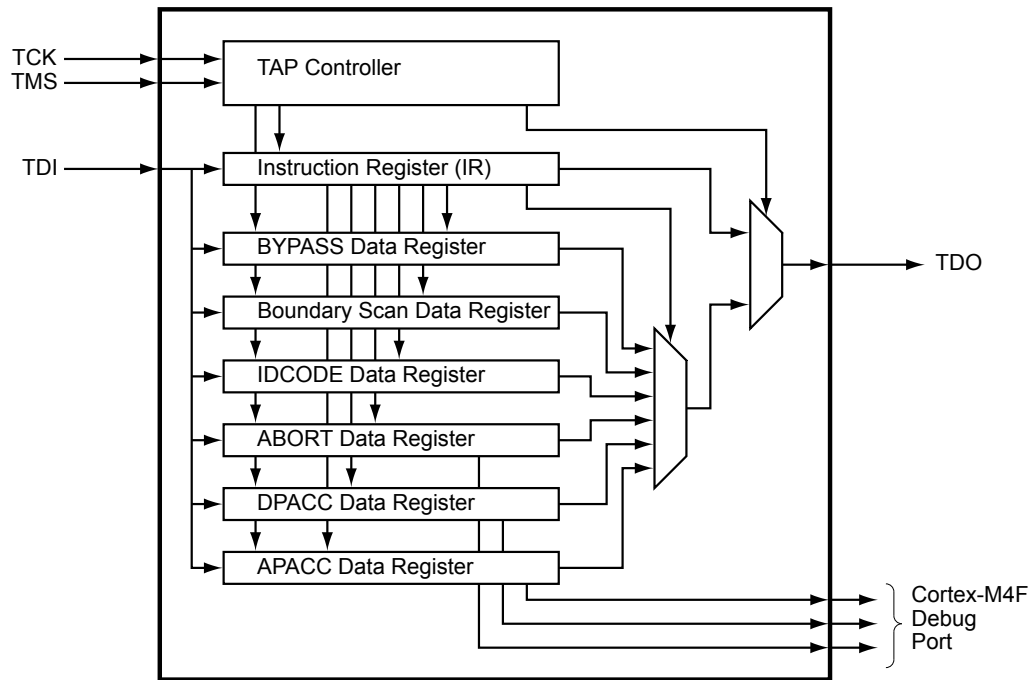 TCK
TMS
TAP Controller
TDI
Instruction Register (IR)
BYPASS Data Register
TDO
Boundary Scan Data Register
IDCODE Data Register
ABORT Data Register
DPACC Data Register
APACC Data Register
Cortex-M4F
Debug
Port